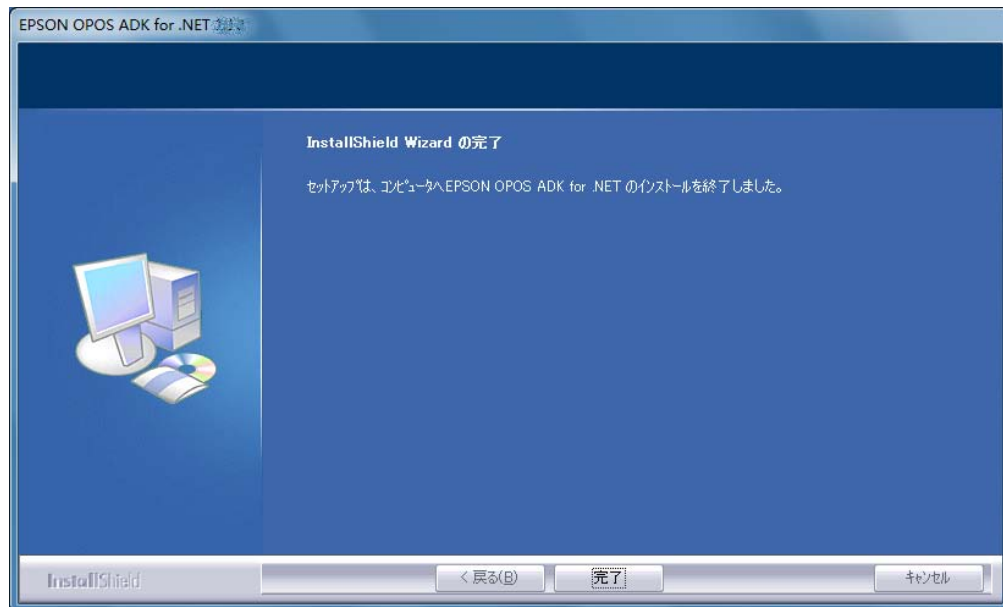 EPSON OPOS ADK for .NET
InstallShield Wizard の完了
セットアップは、コンピュータへEPSON OPOS ADK for .NET のインストールを終了しました。
InstallShield
< 戻る(B)
完了
キャンセル